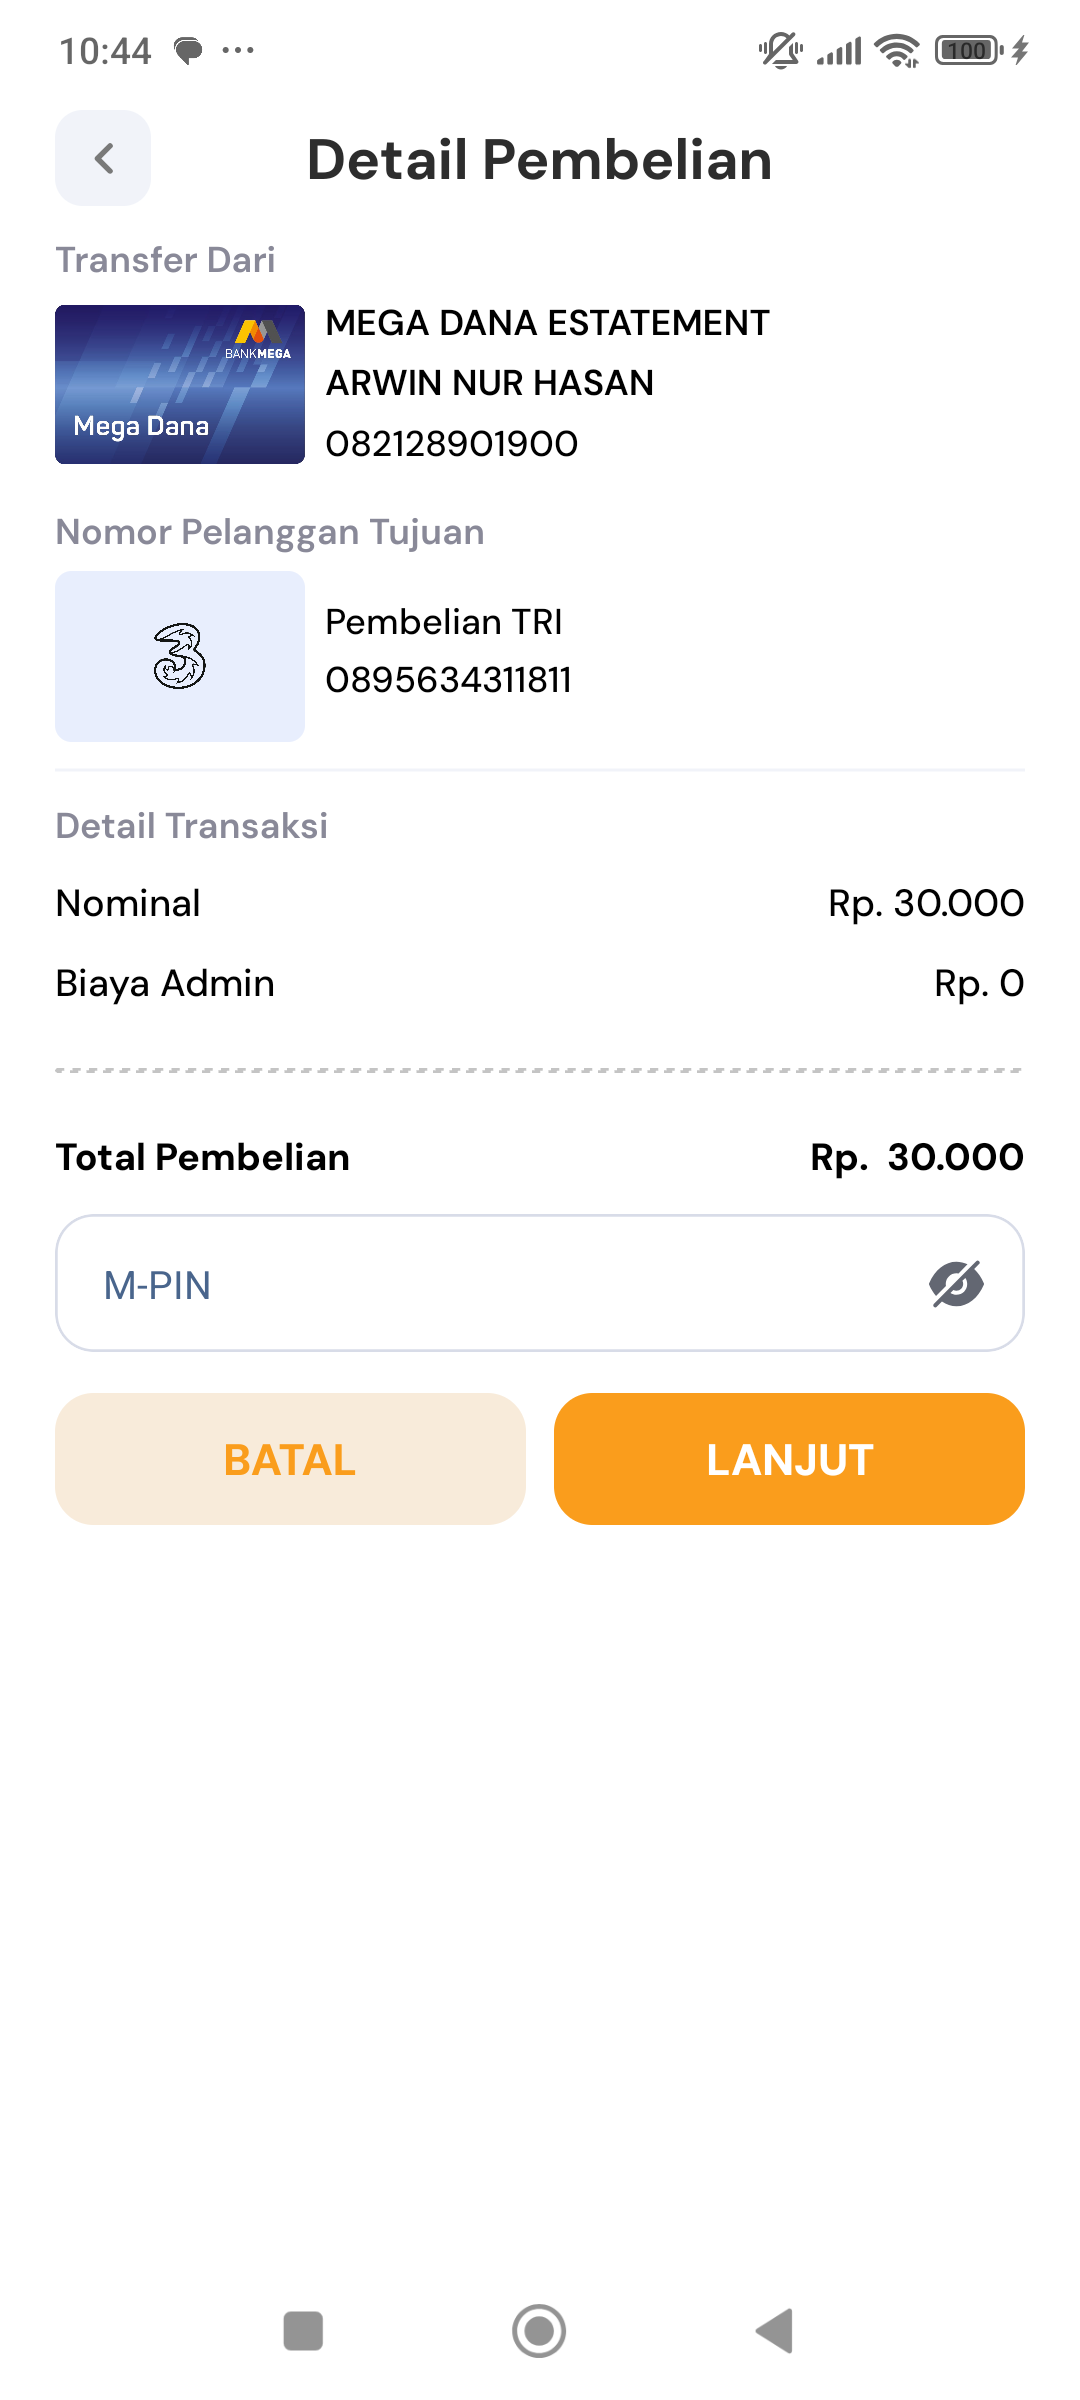 10:44
100
Detail Pembelian
Transfer Dari
BANKMEGA
Mega Dana
MEGA DANA ESTATEMENT
ARWIN NUR HASAN
082128901900
Nomor Pelanggan Tujuan
3
Pembelian TRI
0895634311811
Detail Transaksi
Nominal Rp. 30.000
Biaya Admin Rp. 0
Total Pembelian Rp. 30.000
M-PIN
BATAL LANJUT